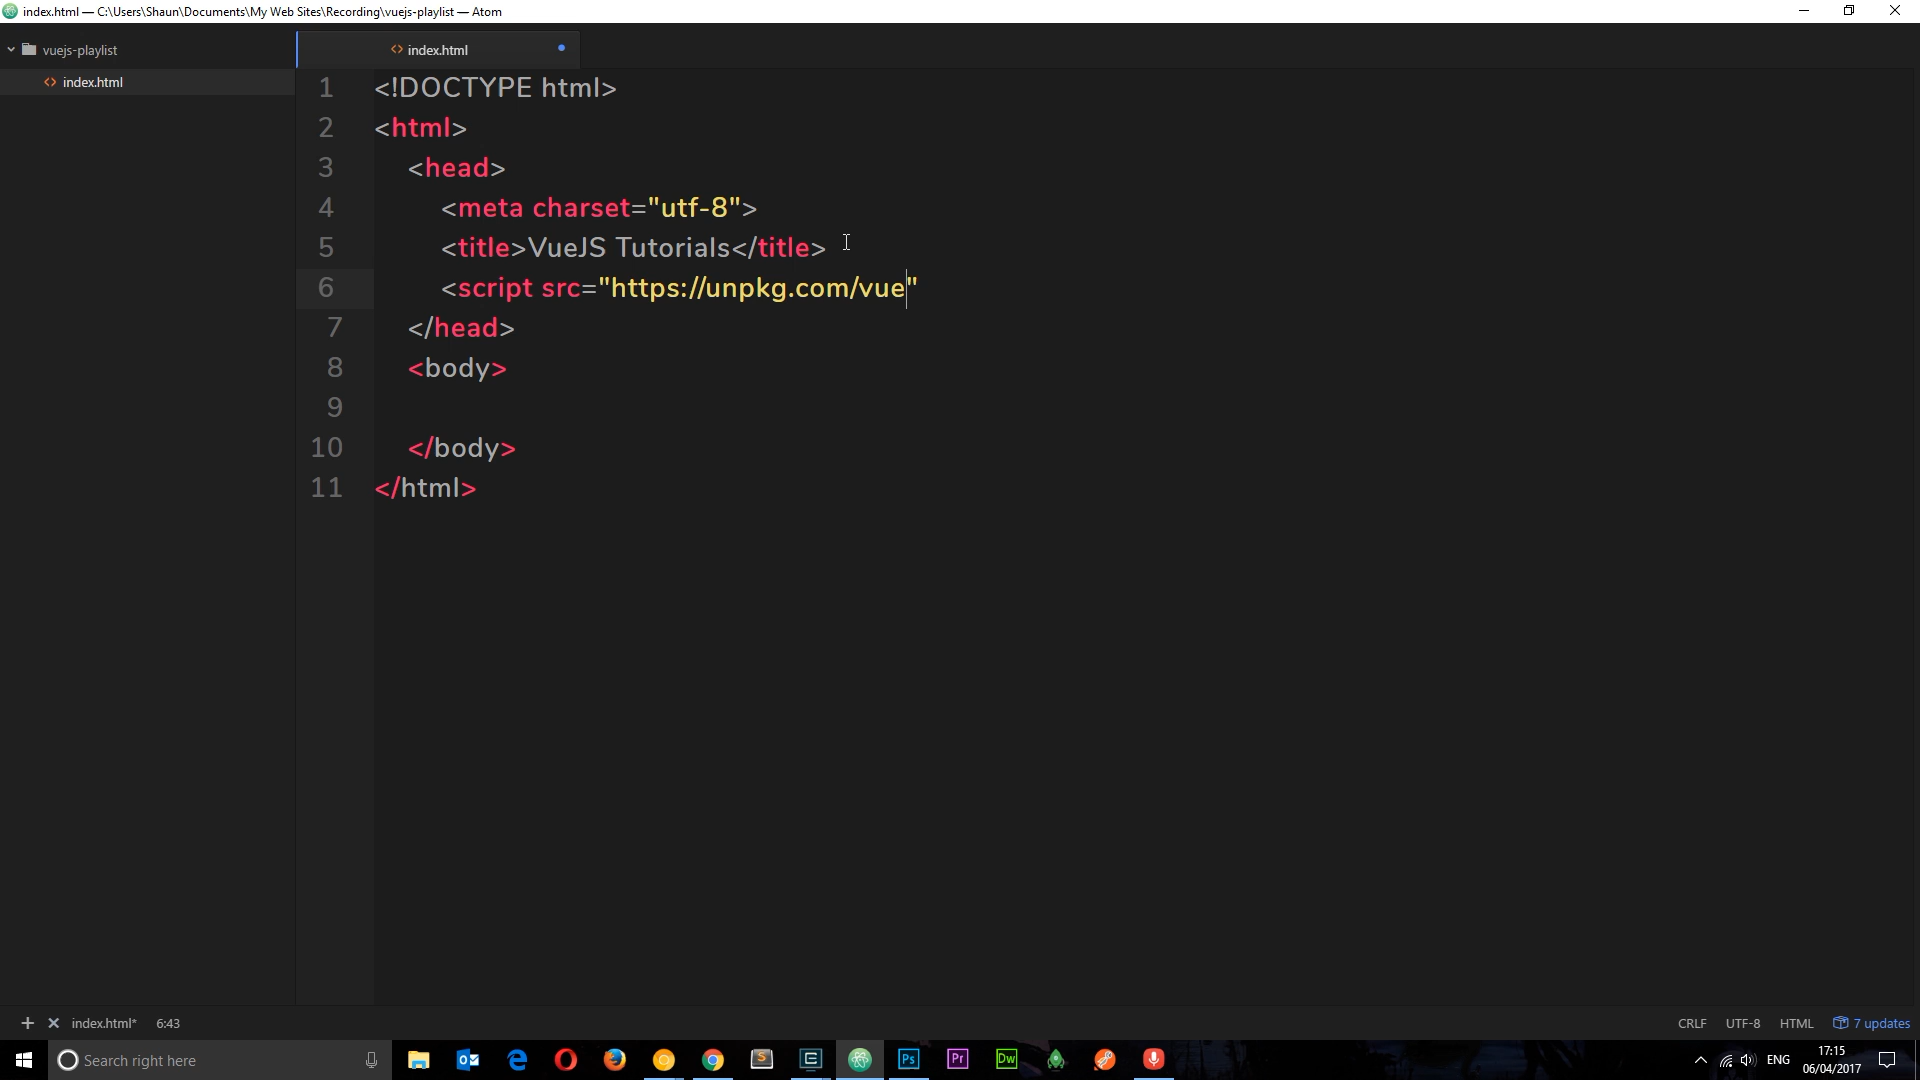 index.html — C:\Users\Shaun\Documents\My Web Sites\Recording\vuejs-playlist — Atom
vuejs-playlist
index.html
index.html
1 <!DOCTYPE html>
2 <html>
3 <head>
4 <meta charset="utf-8">
5 <title>VueJS Tutorials</title>
6 <script src="https://unpkg.com/vue"
7 </head>
8 <body>
9
10 </body>
11 </html>
index.html* 6:43
CRLF UTF-8 HTML 7 updates
Search right here
S Ps Pr Dw
ENG
17:15
06/04/2017